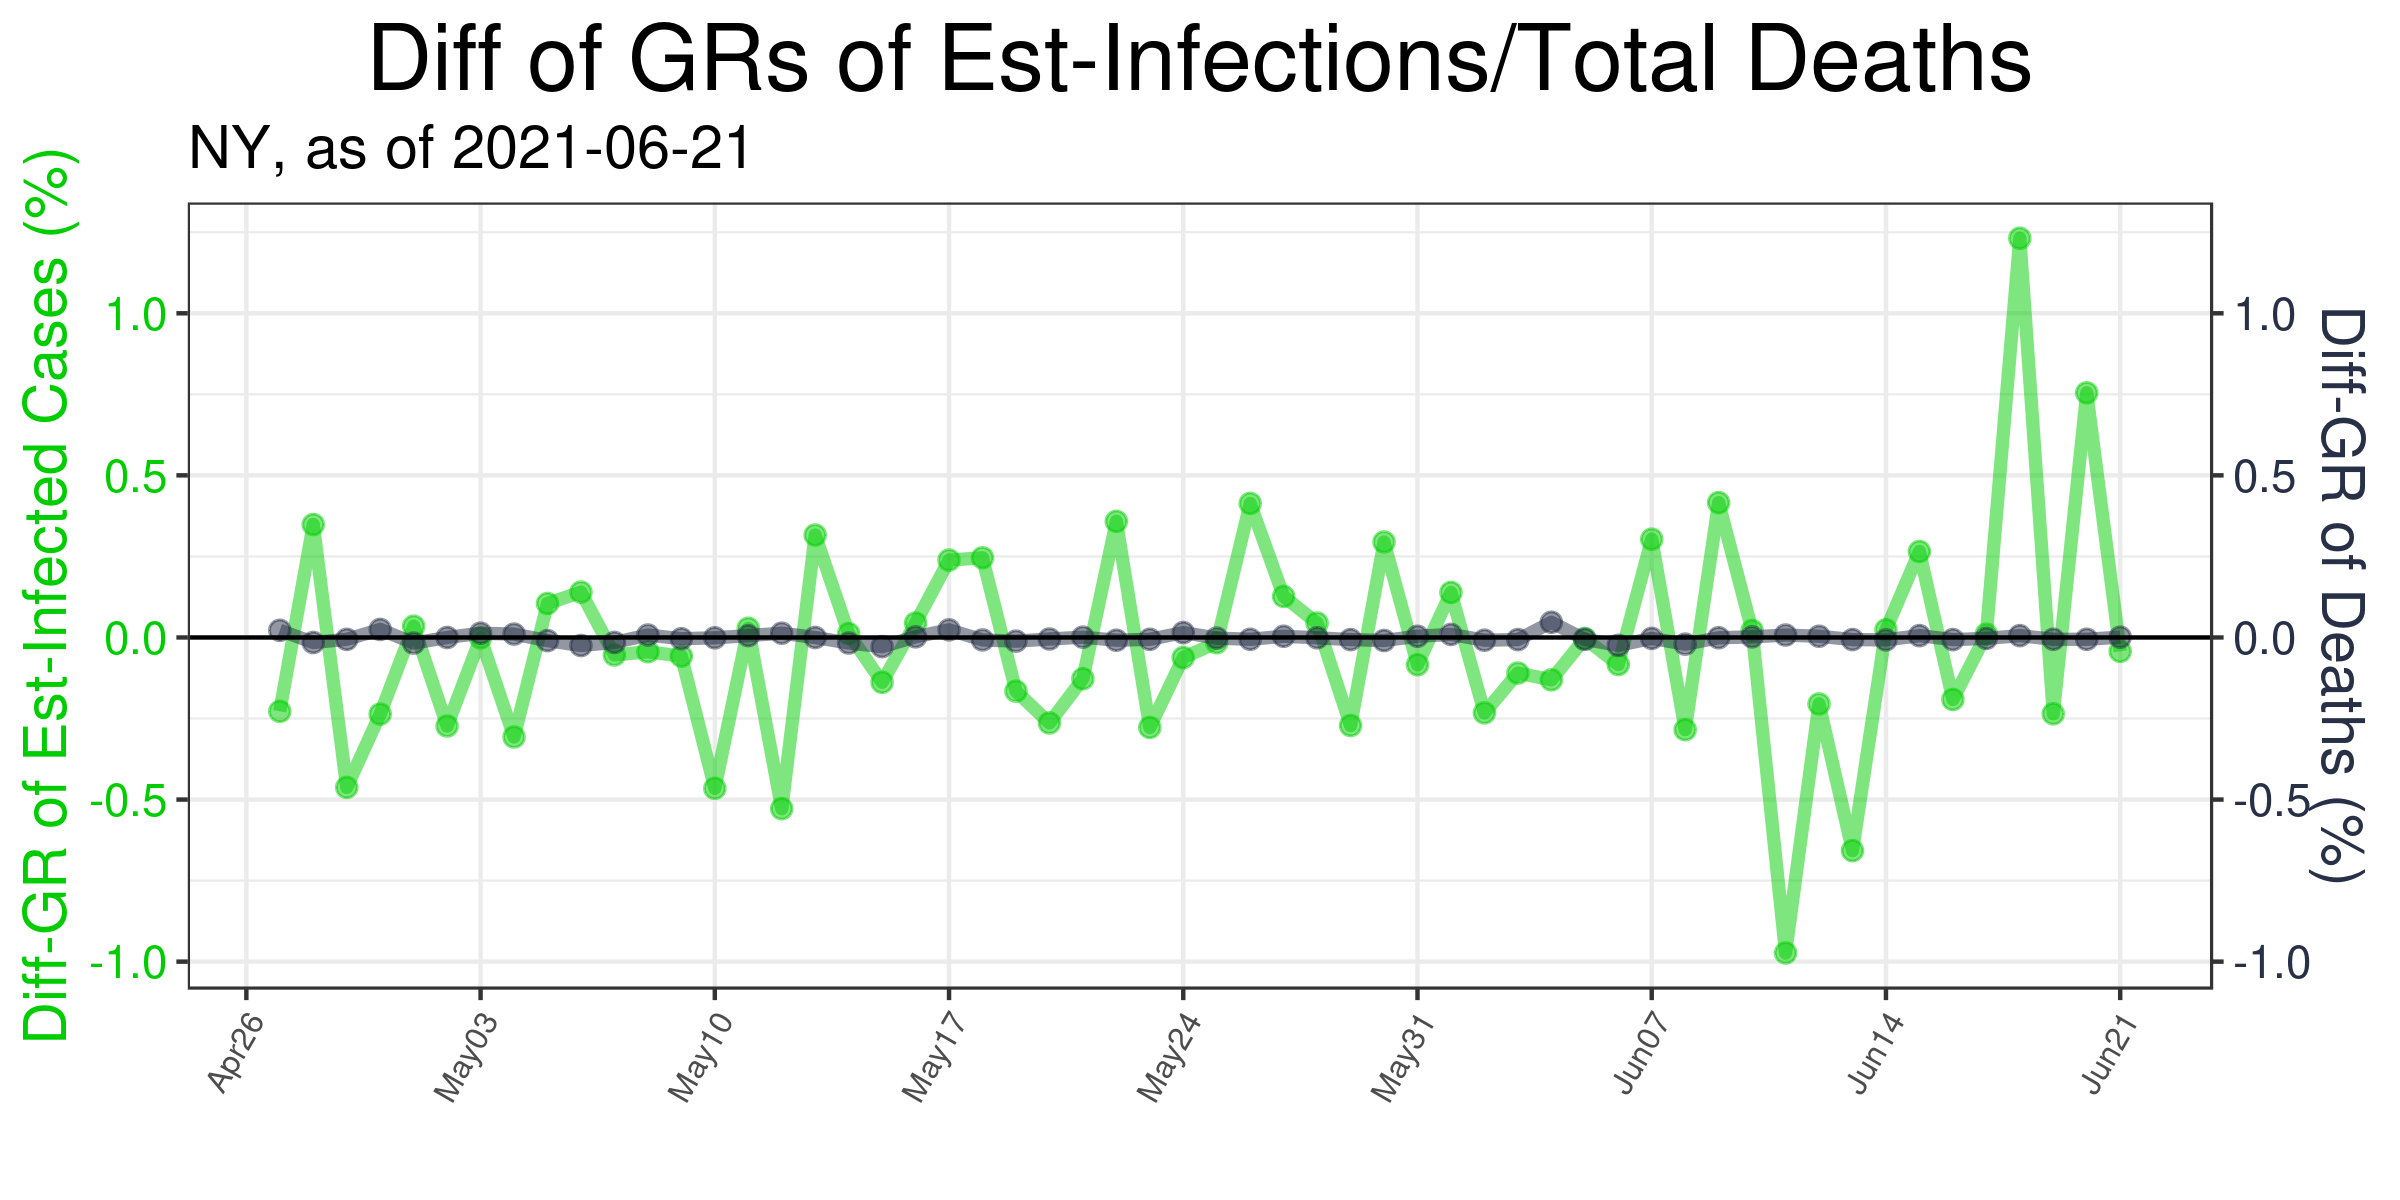 Diff of GRs of Est-Infections/Total Deaths
NY, as of 2021-06-21
Diff-GR of Est-Infected Cases (%)
1.0
0.5
0.0
-0.5
-1.0
1.0
0.5
0.0
-0.5
-1.0
Diff-GR of Deaths (%)
Apr26
May03
May10
May17
May24
May31
Jun07
Jun14
Jun21